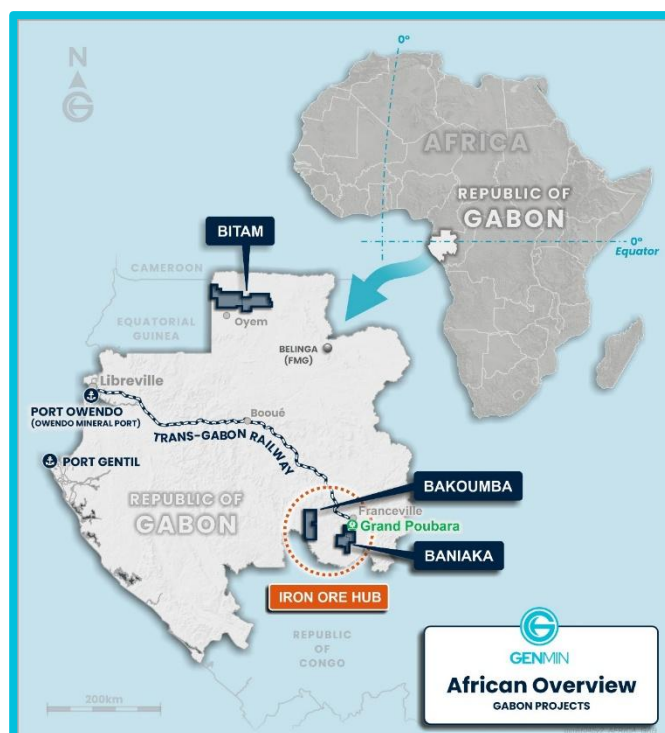 N
0°
AFRICA
REPUBLIC OF
GABON
0°
Equator
BITAM
CAMEROON
EQUATORIAL
GUINEA
Oyem
BELINGA
(FMG)
Libreville
PORT OWENDO
(OWENDO MINERAL PORT)
Booué
TRANS-GABON RAILWAY
PORT GENTIL
REPUBLIC OF
GABON
BAKOUMBA
Franceville
Grand Poubara
BANIAKA
IRON ORE HUB
REPUBLIC
OF
CONGO
200km
GENMIN
African Overview
GABON PROJECTS